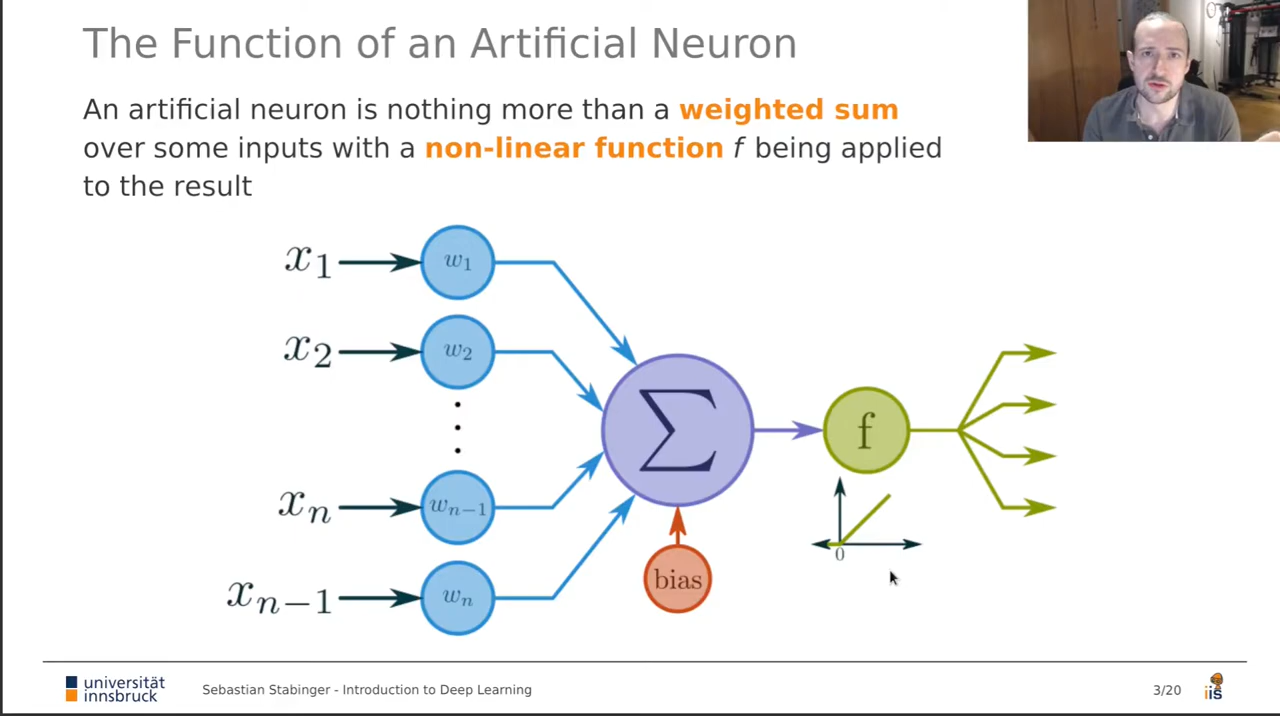 The Function of an Artificial Neuron
An artificial neuron is nothing more than a weighted sum
over some inputs with a non-linear function f being applied
to the result
x₁ w₁
x₂ w₂
xₙ wₙ₋₁
xₙ₋₁ wₙ
Σ
f
0
bias
universität
innsbruck
Sebastian Stabinger - Introduction to Deep Learning
3/20
iis